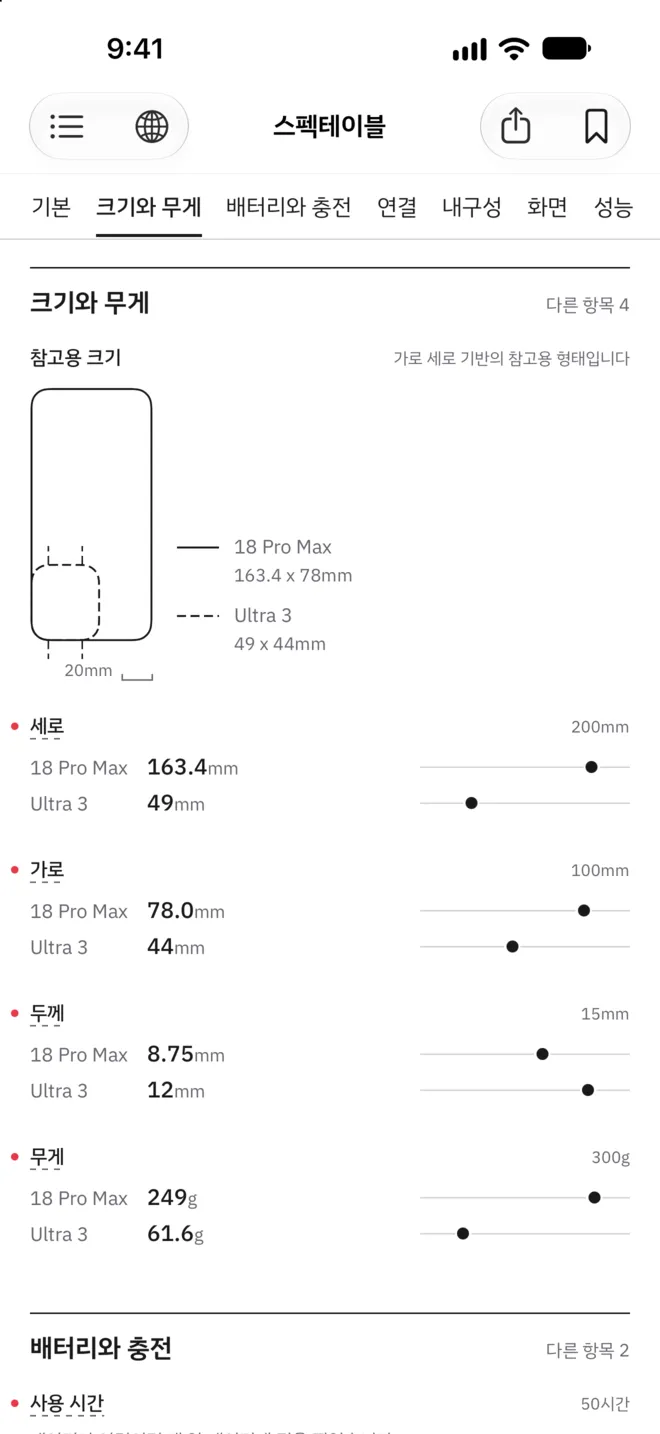 9:41
스펙테이블
기본 크기와 무게 배터리와 충전 연결 내구성 화면 성능
크기와 무게 다른 항목 4
참고용 크기 가로 세로 기반의 참고용 형태입니다
18 Pro Max
163.4 x 78mm
Ultra 3
49 x 44mm
20mm
세로 200mm
18 Pro Max 163.4mm
Ultra 3 49mm
가로 100mm
18 Pro Max 78.0mm
Ultra 3 44mm
두께 15mm
18 Pro Max 8.75mm
Ultra 3 12mm
무게 300g
18 Pro Max 249g
Ultra 3 61.6g
배터리와 충전 다른 항목 2
사용 시간 50시간